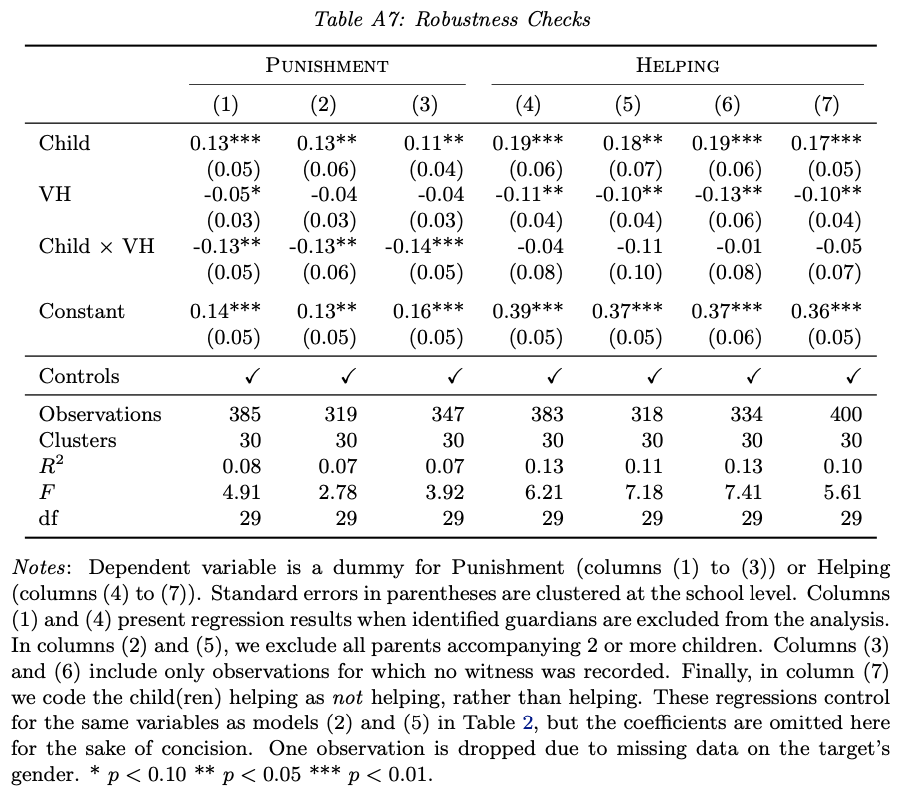 Table A7: Robustness Checks
PUNISHMENT HELPING
(1) (2) (3) (4) (5) (6) (7)
Child 0.13*** 0.13** 0.11** 0.19*** 0.18** 0.19*** 0.17***
(0.05) (0.06) (0.04) (0.06) (0.07) (0.06) (0.05)
VH -0.05* -0.04 -0.04 -0.11** -0.10** -0.13** -0.10**
(0.03) (0.03) (0.03) (0.04) (0.04) (0.06) (0.04)
Child × VH -0.13** -0.13** -0.14*** -0.04 -0.11 -0.01 -0.05
(0.05) (0.06) (0.05) (0.08) (0.10) (0.08) (0.07)
Constant 0.14*** 0.13** 0.16*** 0.39*** 0.37*** 0.37*** 0.36***
(0.05) (0.05) (0.05) (0.05) (0.05) (0.06) (0.05)
Controls ✓ ✓ ✓ ✓ ✓ ✓ ✓
Observations 385 319 347 383 318 334 400
Clusters 30 30 30 30 30 30 30
R² 0.08 0.07 0.07 0.13 0.11 0.13 0.10
F 4.91 2.78 3.92 6.21 7.18 7.41 5.61
df 29 29 29 29 29 29 29
Notes: Dependent variable is a dummy for Punishment (columns (1) to (3)) or Helping
(columns (4) to (7)). Standard errors in parentheses are clustered at the school level. Columns
(1) and (4) present regression results when identified guardians are excluded from the analysis.
In columns (2) and (5), we exclude all parents accompanying 2 or more children. Columns (3)
and (6) include only observations for which no witness was recorded. Finally, in column (7)
we code the child(ren) helping as not helping, rather than helping. These regressions control
for the same variables as models (2) and (5) in Table 2, but the coefficients are omitted here
for the sake of concision. One observation is dropped due to missing data on the target's
gender. * p < 0.10 ** p < 0.05 *** p < 0.01.